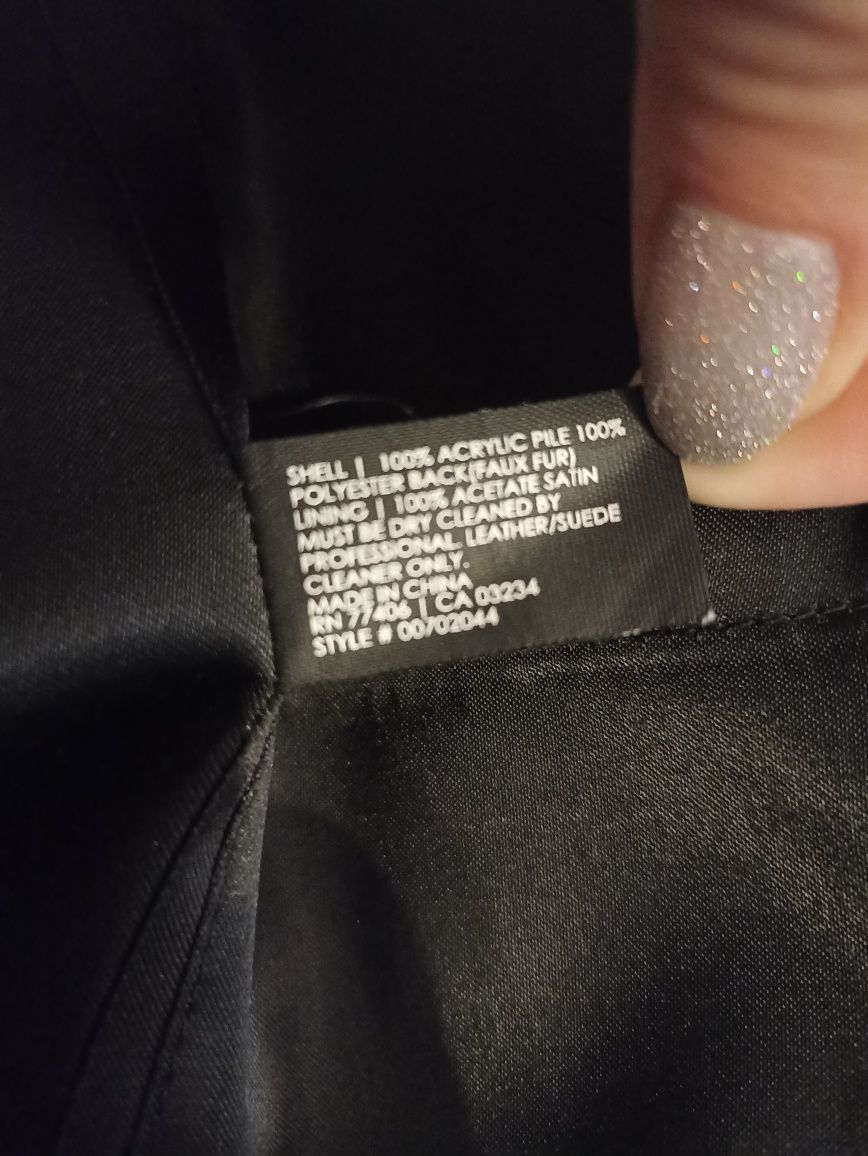 SHELL | 100% ACRYLIC PILE 100%
POLYESTER BACK(FAUX FUR)
LINING | 100% ACETATE SATIN
MUST BE DRY CLEANED BY
PROFESSIONAL LEATHER/SUEDE
CLEANER ONLY.
MADE IN CHINA
RN 77406 | CA 03234
STYLE # 00702044